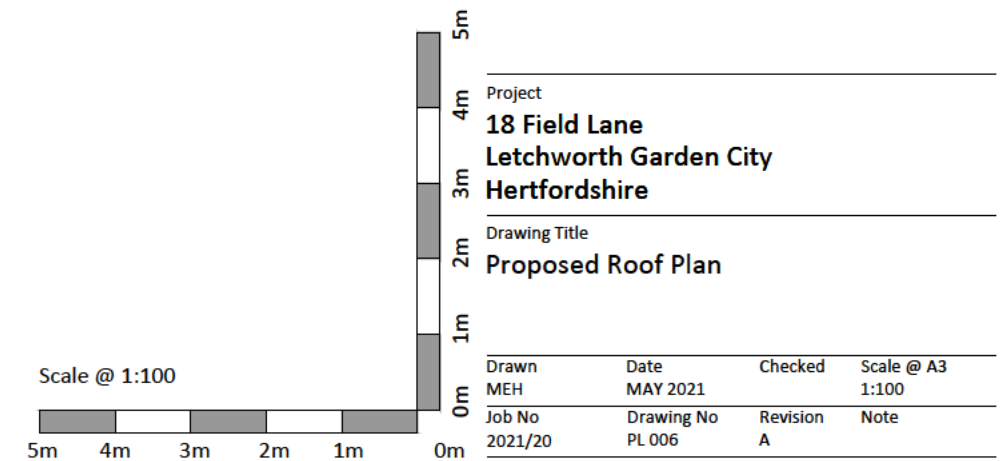 5m
4m
3m
2m
1m
0m
Scale @ 1:100
5m 4m 3m 2m 1m 0m
Project
18 Field Lane
Letchworth Garden City
Hertfordshire
Drawing Title
Proposed Roof Plan
Drawn Date Checked Scale @ A3
MEH MAY 2021 1:100
Job No Drawing No Revision Note
2021/20 PL 006 A